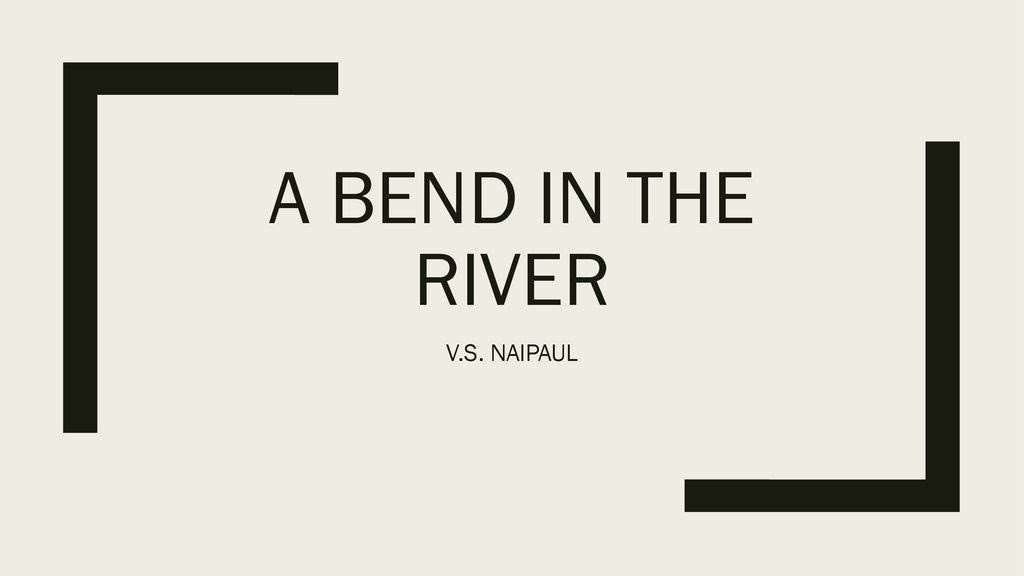 A BEND IN THE
RIVER
V.S. NAIPAUL